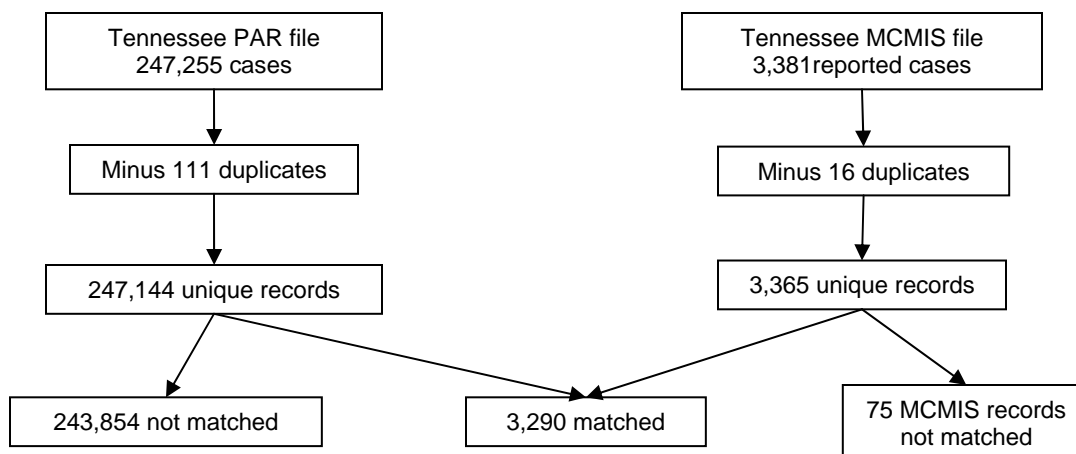 Tennessee PAR file
247,255 cases
Tennessee MCMIS file
3,381reported cases
Minus 111 duplicates
Minus 16 duplicates
247,144 unique records
3,365 unique records
243,854 not matched
3,290 matched
75 MCMIS records
not matched